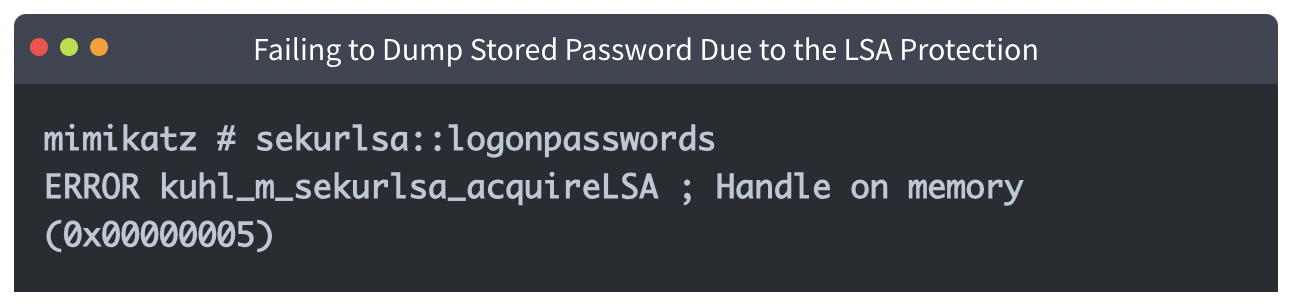 Failing to Dump Stored Password Due to the LSA Protection
mimikatz # sekurlsa::logonpasswords
ERROR kuhl_m_sekurlsa_acquireLSA ; Handle on memory
(0x00000005)